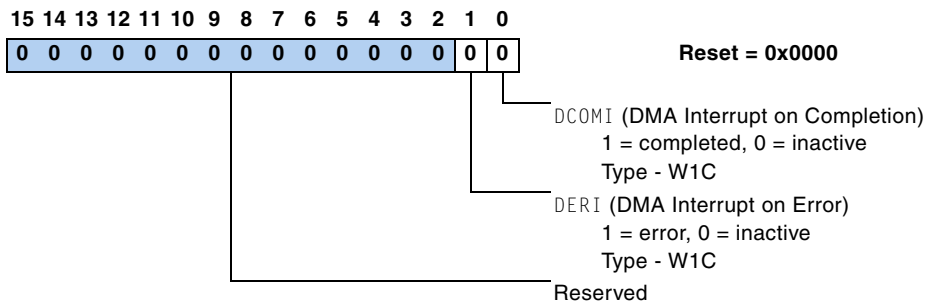 15 14 13 12 11 10 9 8 7 6 5 4 3 2 1 0
0 0 0 0 0 0 0 0 0 0 0 0 0 0 0 0
Reset = 0x0000
DCOMI (DMA Interrupt on Completion)
1 = completed, 0 = inactive
Type - W1C
DERI (DMA Interrupt on Error)
1 = error, 0 = inactive
Type - W1C
Reserved